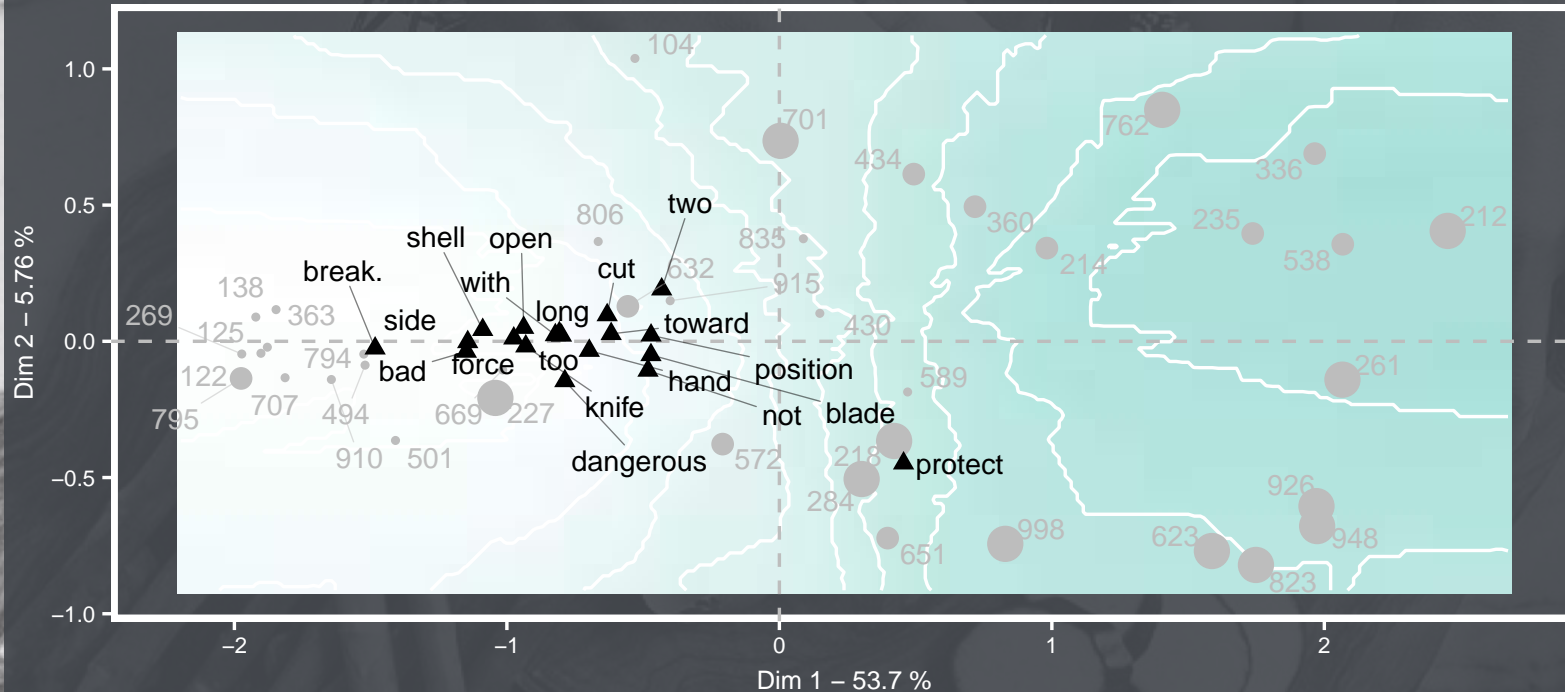 104
1.0
701
762
434
336
0.5
two
806
360
235
212
shell
open
835
538
214
cut
632
break.
with
915
138
269
363
long
side
125
toward
430
0.0
794
force
too
261
bad
122
position
hand
589
707
knife
795
494
669
227
not
blade
910
501
dangerous
572
218
protect
−0.5
284
926
998
623
948
651
823
−1.0
−2
−1
0
1
2
Dim 1 − 53.7 %
Dim 2 − 5.76 %